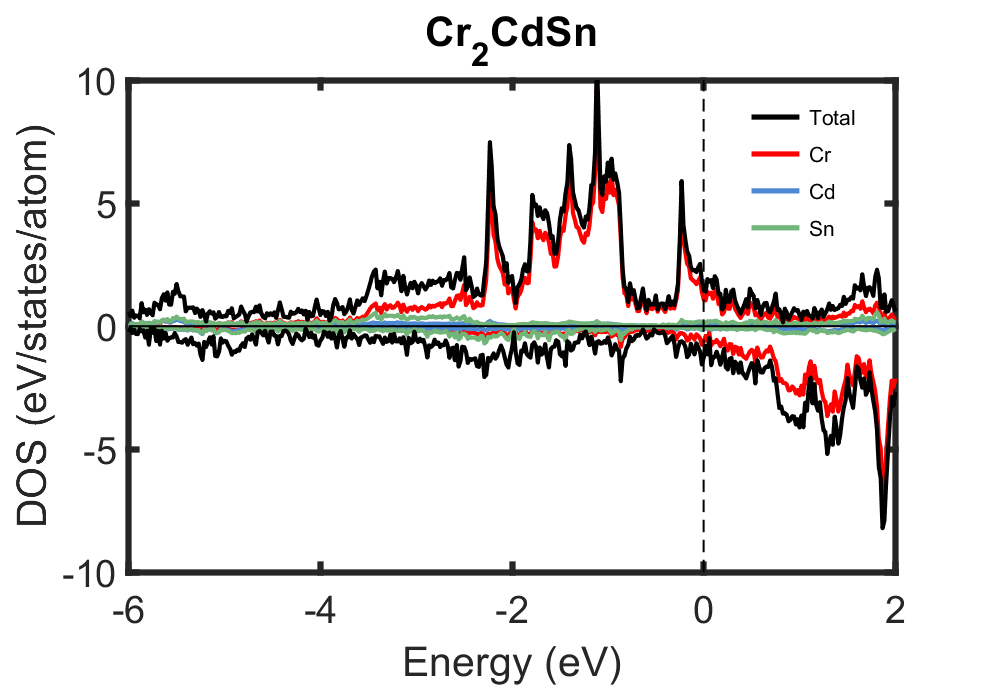 Cr2CdSn
DOS (eV/states/atom)
10
5
0
-5
-10
Total
Cr
Cd
Sn
-6
-4
-2
0
2
Energy (eV)